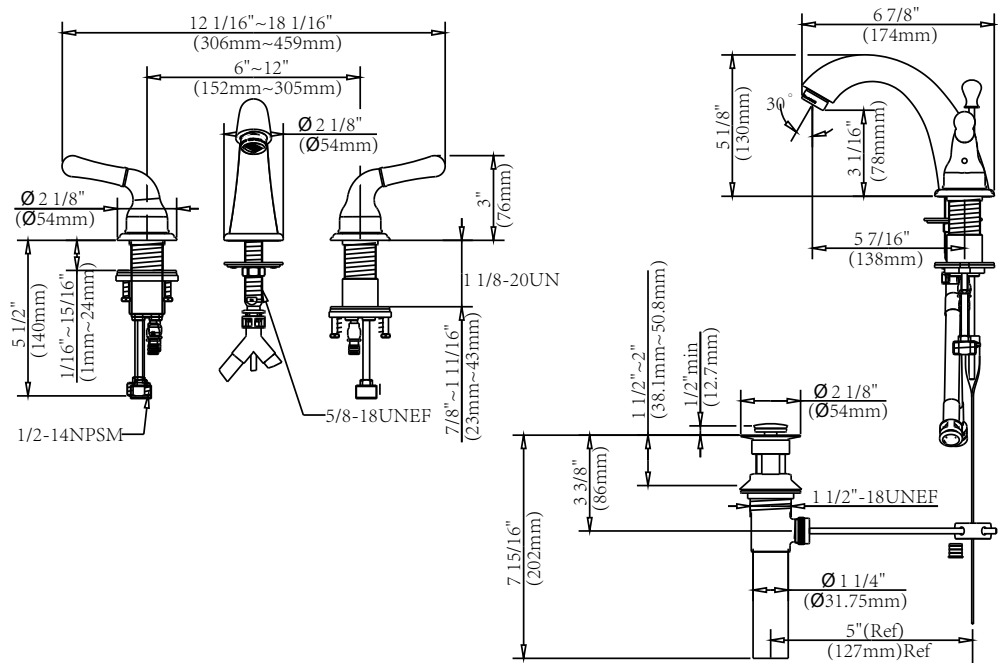 12 1/16"~18 1/16"
(306mm~459mm)
6"~12"
(152mm~305mm)
Ø 2 1/8"
(Ø54mm)
Ø 2 1/8"
(Ø54mm)
3"
(76mm)
5 1/2"
(140mm)
1/16"~15/16"
(1mm~24mm)
1 1/8-20UN
7/8"~1 11/16"
(23mm~43mm)
5/8-18UNEF
1/2-14NPSM
6 7/8"
(174mm)
30°
5 1/8"
(130mm)
3 1/16"
(78mmm)
5 7/16"
(138mm)
1 1/2"~2"
(38.1mm~50.8mm)
1/2"min
(12.7mm)
Ø 2 1/8"
(Ø54mm)
3 3/8"
(86mm)
7 15/16"
(202mm)
1 1/2"-18UNEF
Ø 1 1/4"
(Ø31.75mm)
5"(Ref)
(127mm)Ref